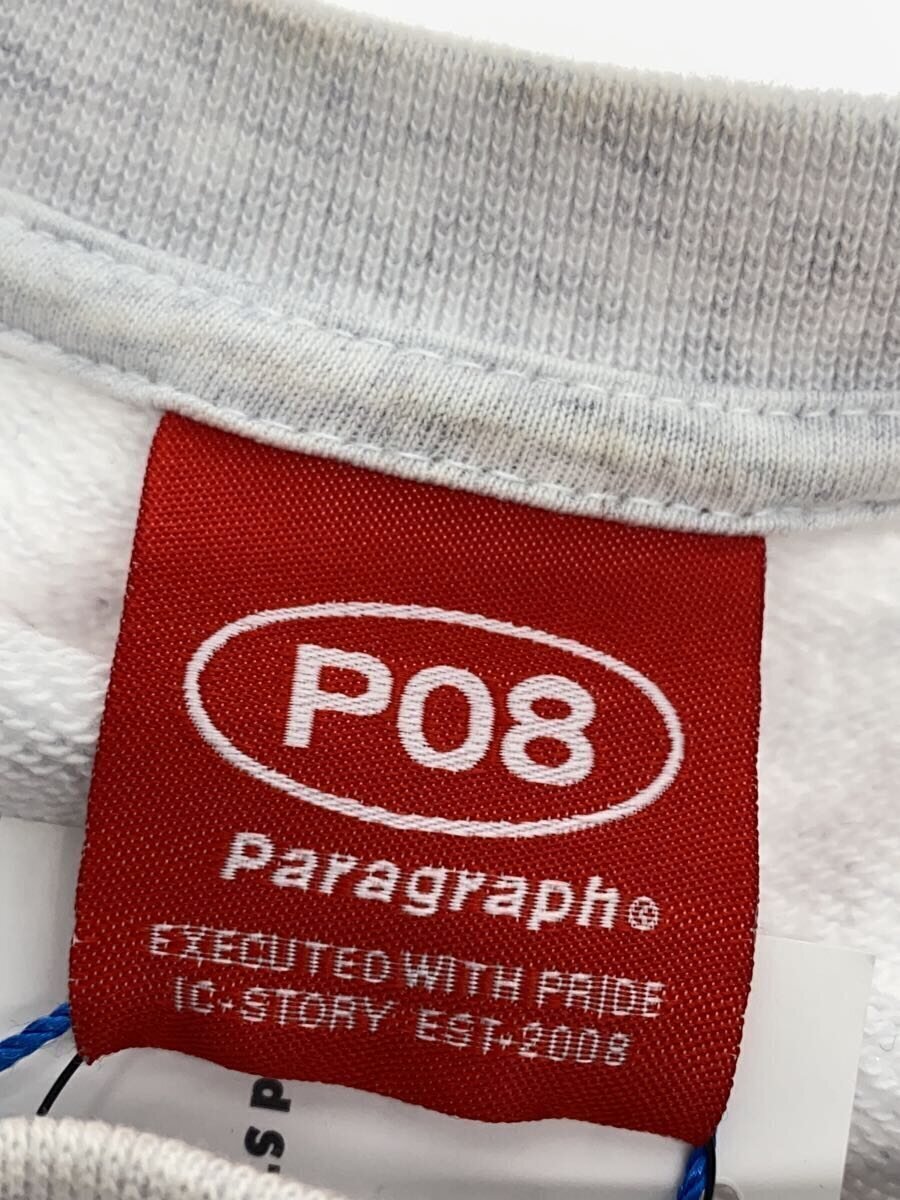 P08
Paragraph©
EXECUTED WITH PRIDE
IC-STORY EST•2008